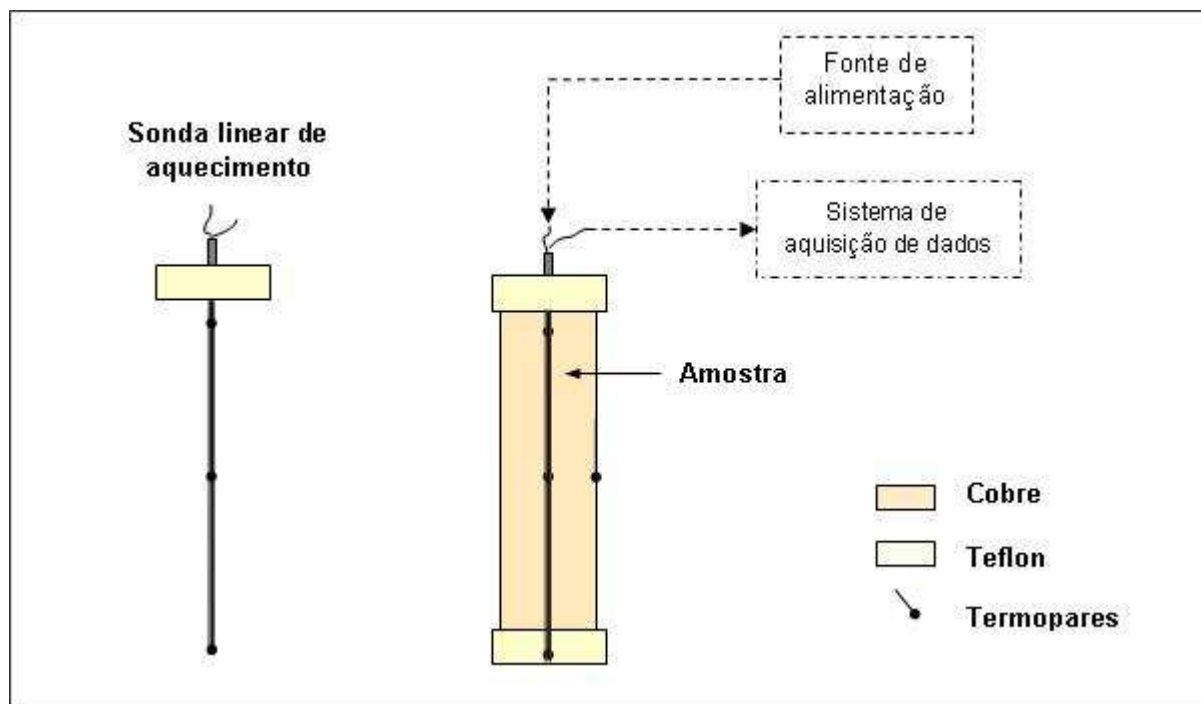 Fonte de
alimentação
Sonda linear de
aquecimento
Sistema de
aquisição de dados
Amostra
Cobre
Teflon
Termopares